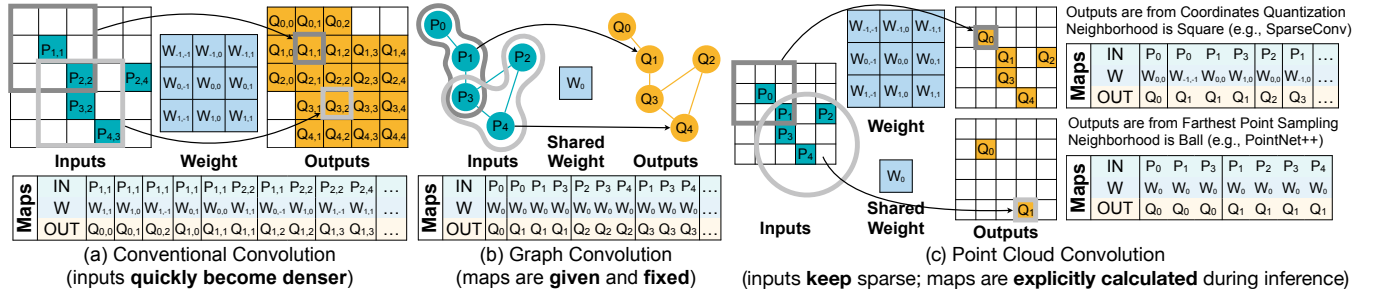 P1,1
P2,2 P2,4
P3,2
P4,3
Inputs
W-1,-1 W-1,0 W-1,1
W0,-1 W0,0 W0,1
W1,-1 W1,0 W1,1
Weight
Q0,0 Q0,1 Q0,2
Q1,0 Q1,1 Q1,2 Q1,3 Q1,4
Q2,0 Q2,1 Q2,2 Q2,3 Q2,4
Q3,1 Q3,2 Q3,3 Q3,4
Q4,1 Q4,2 Q4,3 Q4,4
Outputs
Maps
IN P1,1 P1,1 P1,1 P1,1 P1,1 P2,2 P1,1 P2,2 P2,2 P2,4 ...
W W1,1 W1,0 W1,-1 W0,1 W0,0 W1,1 W0,-1 W1,0 W1,-1 W1,1 ...
OUT Q0,0 Q0,1 Q0,2 Q1,0 Q1,1 Q1,1 Q1,2 Q1,2 Q1,3 Q1,3 ...
(a) Conventional Convolution
(inputs quickly become denser)
P0
P1 P2
P3
P4
Inputs
W0
Shared
Weight
Q0
Q1 Q2
Q3
Q4
Outputs
Maps
IN P0 P0 P1 P3 P2 P3 P4 P1 P3 P4 ...
W W0 W0 W0 W0 W0 W0 W0 W0 W0 W0 ...
OUT Q0 Q1 Q1 Q1 Q2 Q2 Q2 Q3 Q3 Q3 ...
(b) Graph Convolution
(maps are given and fixed)
P0
P1 P2
P3
P4
Inputs
W-1,-1 W-1,0 W-1,1
W0,-1 W0,0 W0,1
W1,-1 W1,0 W1,1
Weight
W0
Shared
Weight
Q0
Q1 Q2
Q3
Q4
Q0
Q1
Outputs
Outputs are from Coordinates Quantization
Neighborhood is Square (e.g., SparseConv)
Maps
IN P0 P0 P1 P3 P2 P1 ...
W W0,0 W-1,-1 W0,0 W1,0 W0,0 W-1,0 ...
OUT Q0 Q1 Q1 Q1 Q2 Q3 ...
Outputs are from Farthest Point Sampling
Neighborhood is Ball (e.g., PointNet++)
Maps
IN P0 P1 P3 P1 P2 P3 P4
W W0 W0 W0 W0 W0 W0 W0
OUT Q0 Q0 Q0 Q1 Q1 Q1 Q1
(c) Point Cloud Convolution
(inputs keep sparse; maps are explicitly calculated during inference)